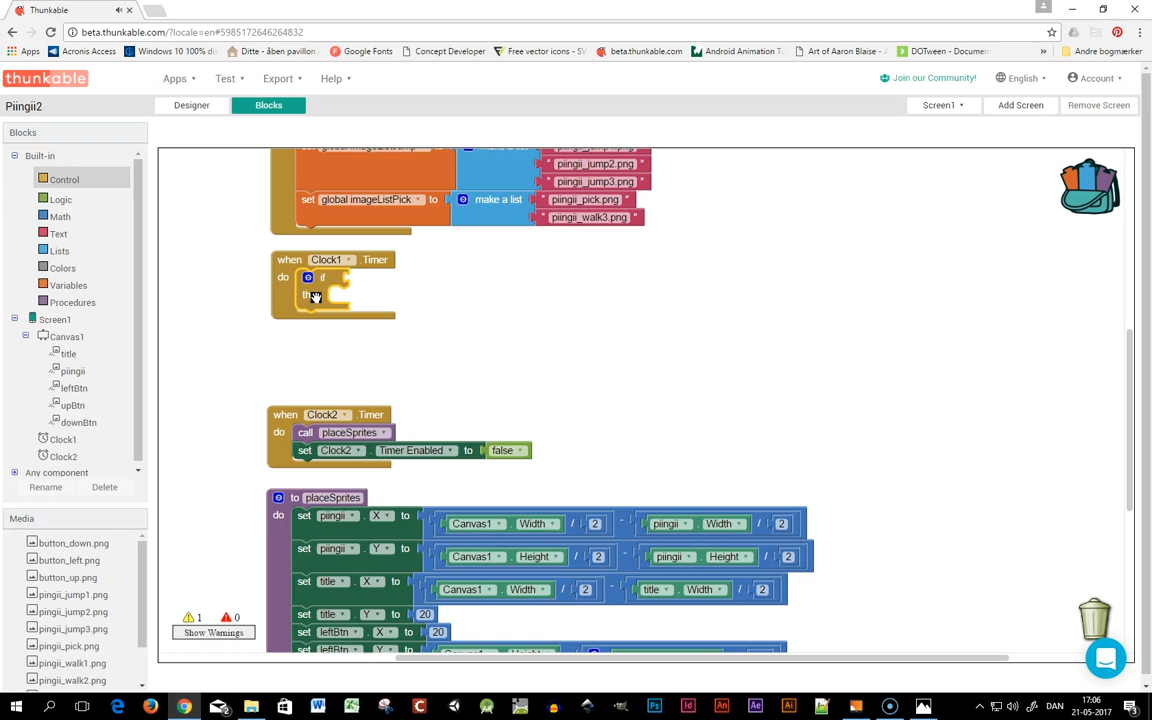 Thunkable
beta.thunkable.com/?locale=en#5985172646264832
Apps
Acronis Access
Windows 10 100% dis
Ditte - åben pavillon /
Google Fonts
Concept Developer
Free vector icons - SV
beta.thunkable.com
Android Animation Tu
Art of Aaron Blaise -
DOTween - Documen
»
Andre bogmærker
thunkable
Apps
Test
Export
Help
Join our Community!
English
Account
Piingii2
Designer
Blocks
Screen1
Add Screen
Remove Screen
Blocks
Built-in
Control
Logic
Math
Text
Lists
Colors
Variables
Procedures
Screen1
Canvas1
title
piingii
leftBtn
upBtn
downBtn
Clock1
Clock2
Any component
Rename
Delete
Media
button_down.png
button_left.png
button_up.png
piingii_jump1.png
piingii_jump2.png
piingii_jump3.png
piingii_pick.png
piingii_walk1.png
piingii_walk2.png
" piingii_jump2.png "
" piingii_jump3.png "
set global imageListPick to make a list " piingii_pick.png "
" piingii_walk3.png "
when Clock1 .Timer
do if
when Clock2 .Timer
do call placeSprites
set Clock2 . Timer Enabled to false
to placeSprites
do set piingii . X to Canvas1 . Width / 2 - piingii . Width / 2
set piingii . Y to Canvas1 . Height / 2 - piingii . Height / 2
set title . X to Canvas1 . Width / 2 - title . Width / 2
set title . Y to 20
set leftBtn . X to 20
1 0
Show Warnings
17:06
DAN 21-05-2017